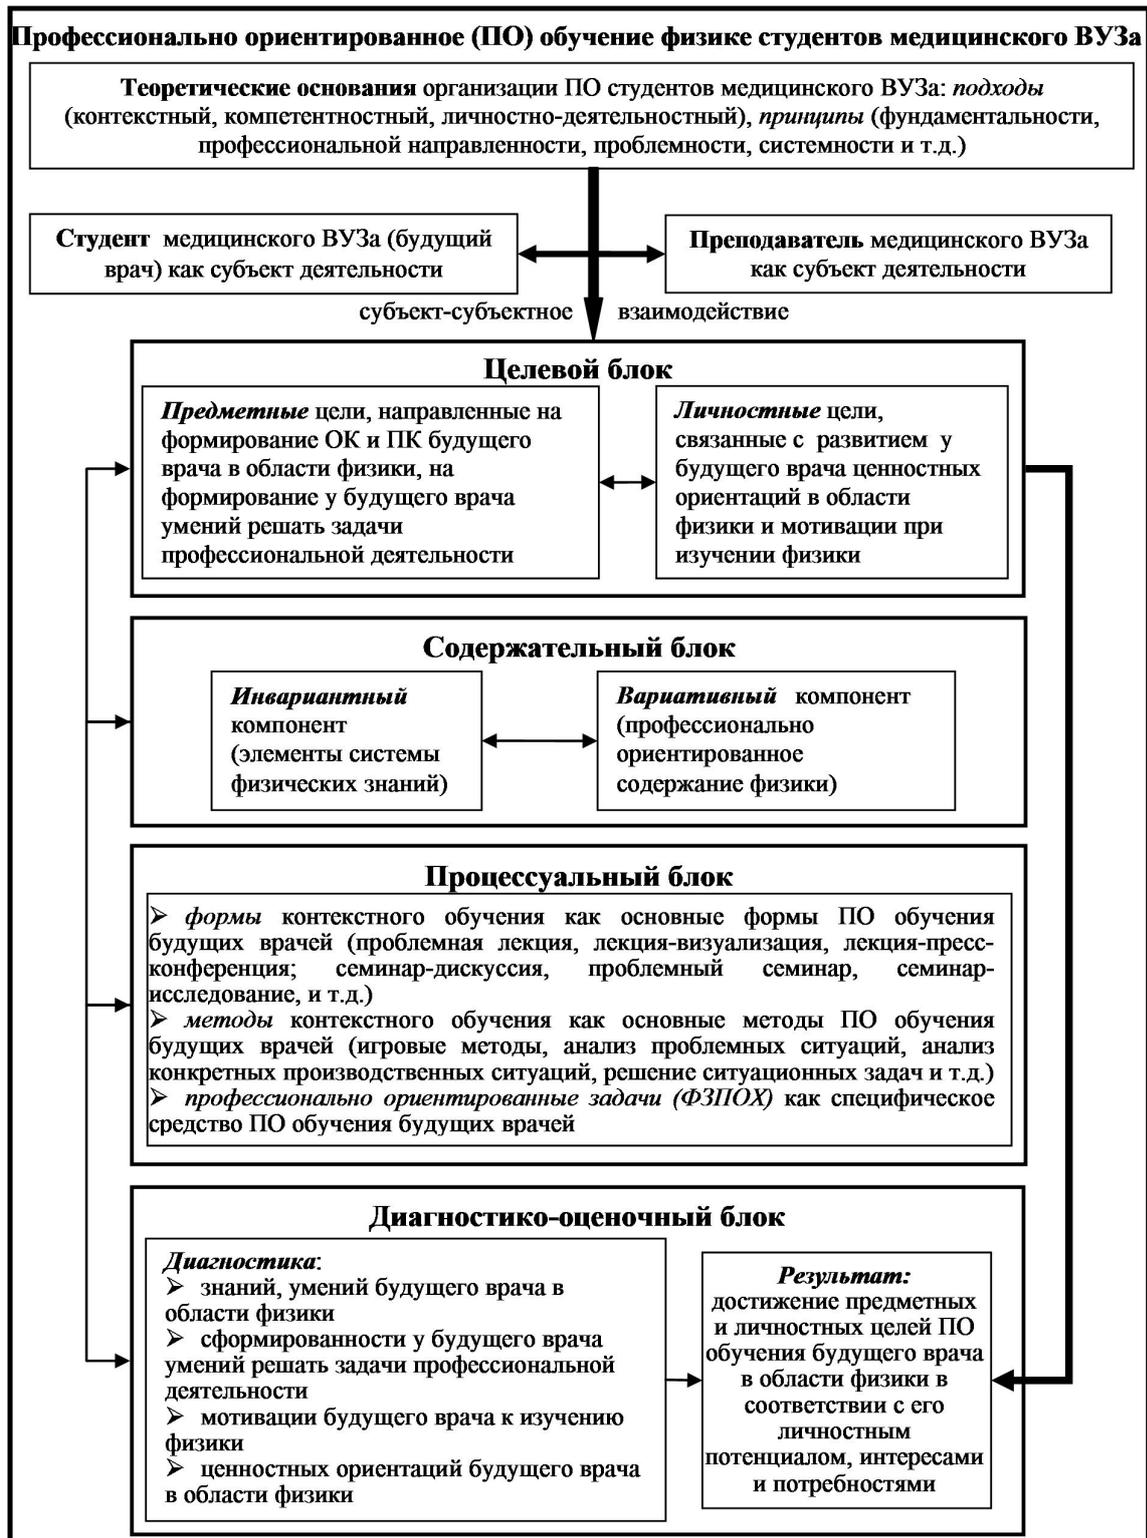 Профессионально ориентированное (ПО) обучение физике студентов медицинского ВУЗа
Теоретические основания организации ПО студентов медицинского ВУЗа: подходы
(контекстный, компетентностный, личностно-деятельностный), принципы (фундаментальности,
профессиональной направленности, проблемности, системности и т.д.)
Студент медицинского ВУЗа (будущий
врач) как субъект деятельности
Преподаватель медицинского ВУЗа
как субъект деятельности
субъект-субъектное взаимодействие
Целевой блок
Предметные цели, направленные на
формирование ОК и ПК будущего
врача в области физики, на
формирование у будущего врача
умений решать задачи
профессиональной деятельности
Личностные цели,
связанные с развитием у
будущего врача ценностных
ориентаций в области
физики и мотивации при
изучении физики
Содержательный блок
Инвариантный
компонент
(элементы системы
физических знаний)
Вариативный компонент
(профессионально
ориентированное
содержание физики)
Процессуальный блок
➢ формы контекстного обучения как основные формы ПО обучения
будущих врачей (проблемная лекция, лекция-визуализация, лекция-пресс-
конференция; семинар-дискуссия, проблемный семинар, семинар-
исследование, и т.д.)
➢ методы контекстного обучения как основные методы ПО обучения
будущих врачей (игровые методы, анализ проблемных ситуаций, анализ
конкретных производственных ситуаций, решение ситуационных задач и т.д.)
➢ профессионально ориентированные задачи (ФЗПОХ) как специфическое
средство ПО обучения будущих врачей
Диагностико-оценочный блок
Диагностика:
➢ знаний, умений будущего врача в
области физики
➢ сформированности у будущего врача
умений решать задачи профессиональной
деятельности
➢ мотивации будущего врача к изучению
физики
➢ ценностных ориентаций будущего врача
в области физики
Результат:
достижение предметных
и личностных целей ПО
обучения будущего врача
в области физики в
соответствии с его
личностным
потенциалом, интересами
и потребностями